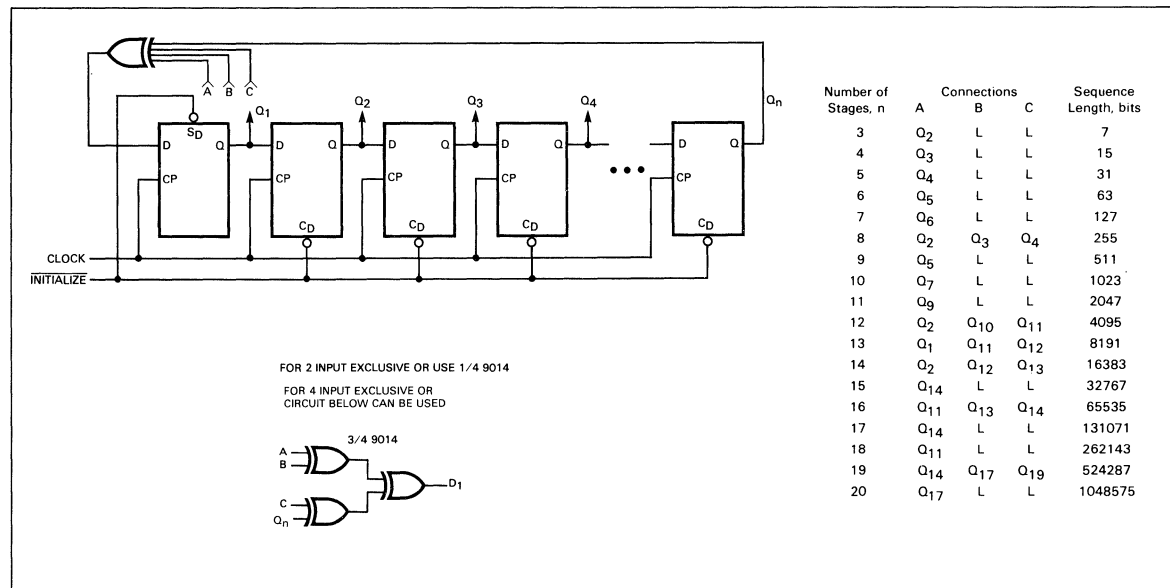 A B C
Q1 Q2 Q3 Q4 Qn
SD
D Q D Q D Q D Q D Q
CP CP CP CP CP
CD CD CD CD
CLOCK
INITIALIZE
FOR 2 INPUT EXCLUSIVE OR USE 1/4 9014
FOR 4 INPUT EXCLUSIVE OR
CIRCUIT BELOW CAN BE USED
3/4 9014
A
B
C
Qn
D1
Number of Connections Sequence
Stages, n A B C Length, bits
3 Q2 L L 7
4 Q3 L L 15
5 Q4 L L 31
6 Q5 L L 63
7 Q6 L L 127
8 Q2 Q3 Q4 255
9 Q5 L L 511
10 Q7 L L 1023
11 Q9 L L 2047
12 Q2 Q10 Q11 4095
13 Q1 Q11 Q12 8191
14 Q2 Q12 Q13 16383
15 Q14 L L 32767
16 Q11 Q13 Q14 65535
17 Q14 L L 131071
18 Q11 L L 262143
19 Q14 Q17 Q19 524287
20 Q17 L L 1048575